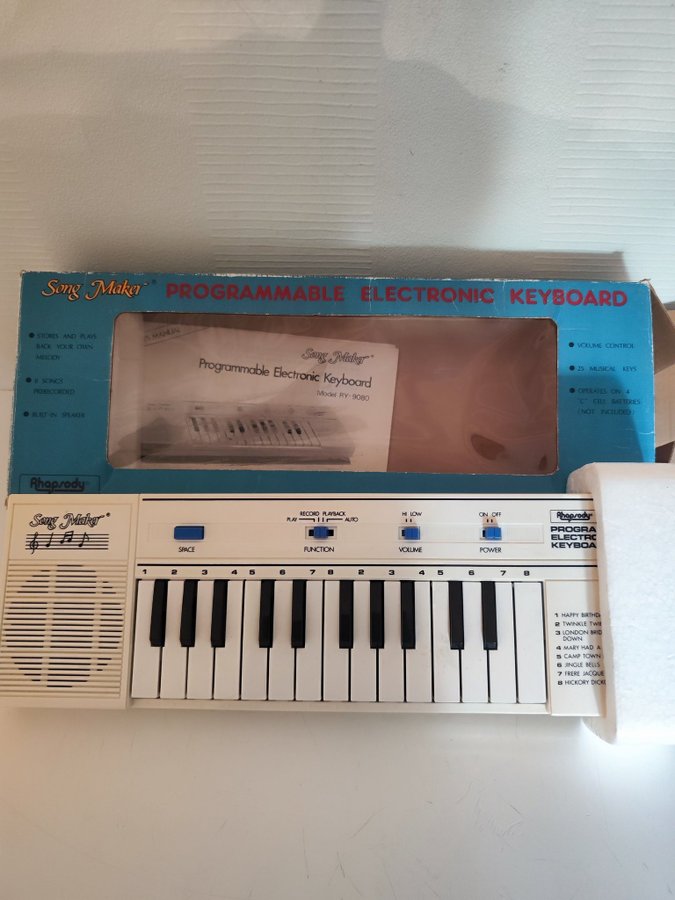 Song Maker® PROGRAMMABLE ELECTRONIC KEYBOARD
• STORES AND PLAYS
BACK YOUR OWN
MELODY
• 8 SONGS
PRERECORDED
• BUILT-IN SPEAKER
MANUAL
Song Maker
Programmable Electronic Keyboard
Model RY-9080
• VOLUME CONTROL
• 25 MUSICAL KEYS
• OPERATES ON 4
"C" CELL BATTERIES
(NOT INCLUDED)
Rhapsody
Song Maker®
SPACE
RECORD PLAYBACK
PLAY AUTO
FUNCTION
HI LOW
VOLUME
ON OFF
POWER
Rhapsody
PROGRA
ELECTRO
KEYBOA
1 2 3 4 5 6 7 8 2 3 4 5 6 7 8
1 HAPPY BIRTHD
2 TWINKLE TWI
3 LONDON BRID
DOWN
4 MARY HAD A
5 CAMP TOWN
6 JINGLE BELLS
7 FRERE JACQUE
8 HICKORY DICK